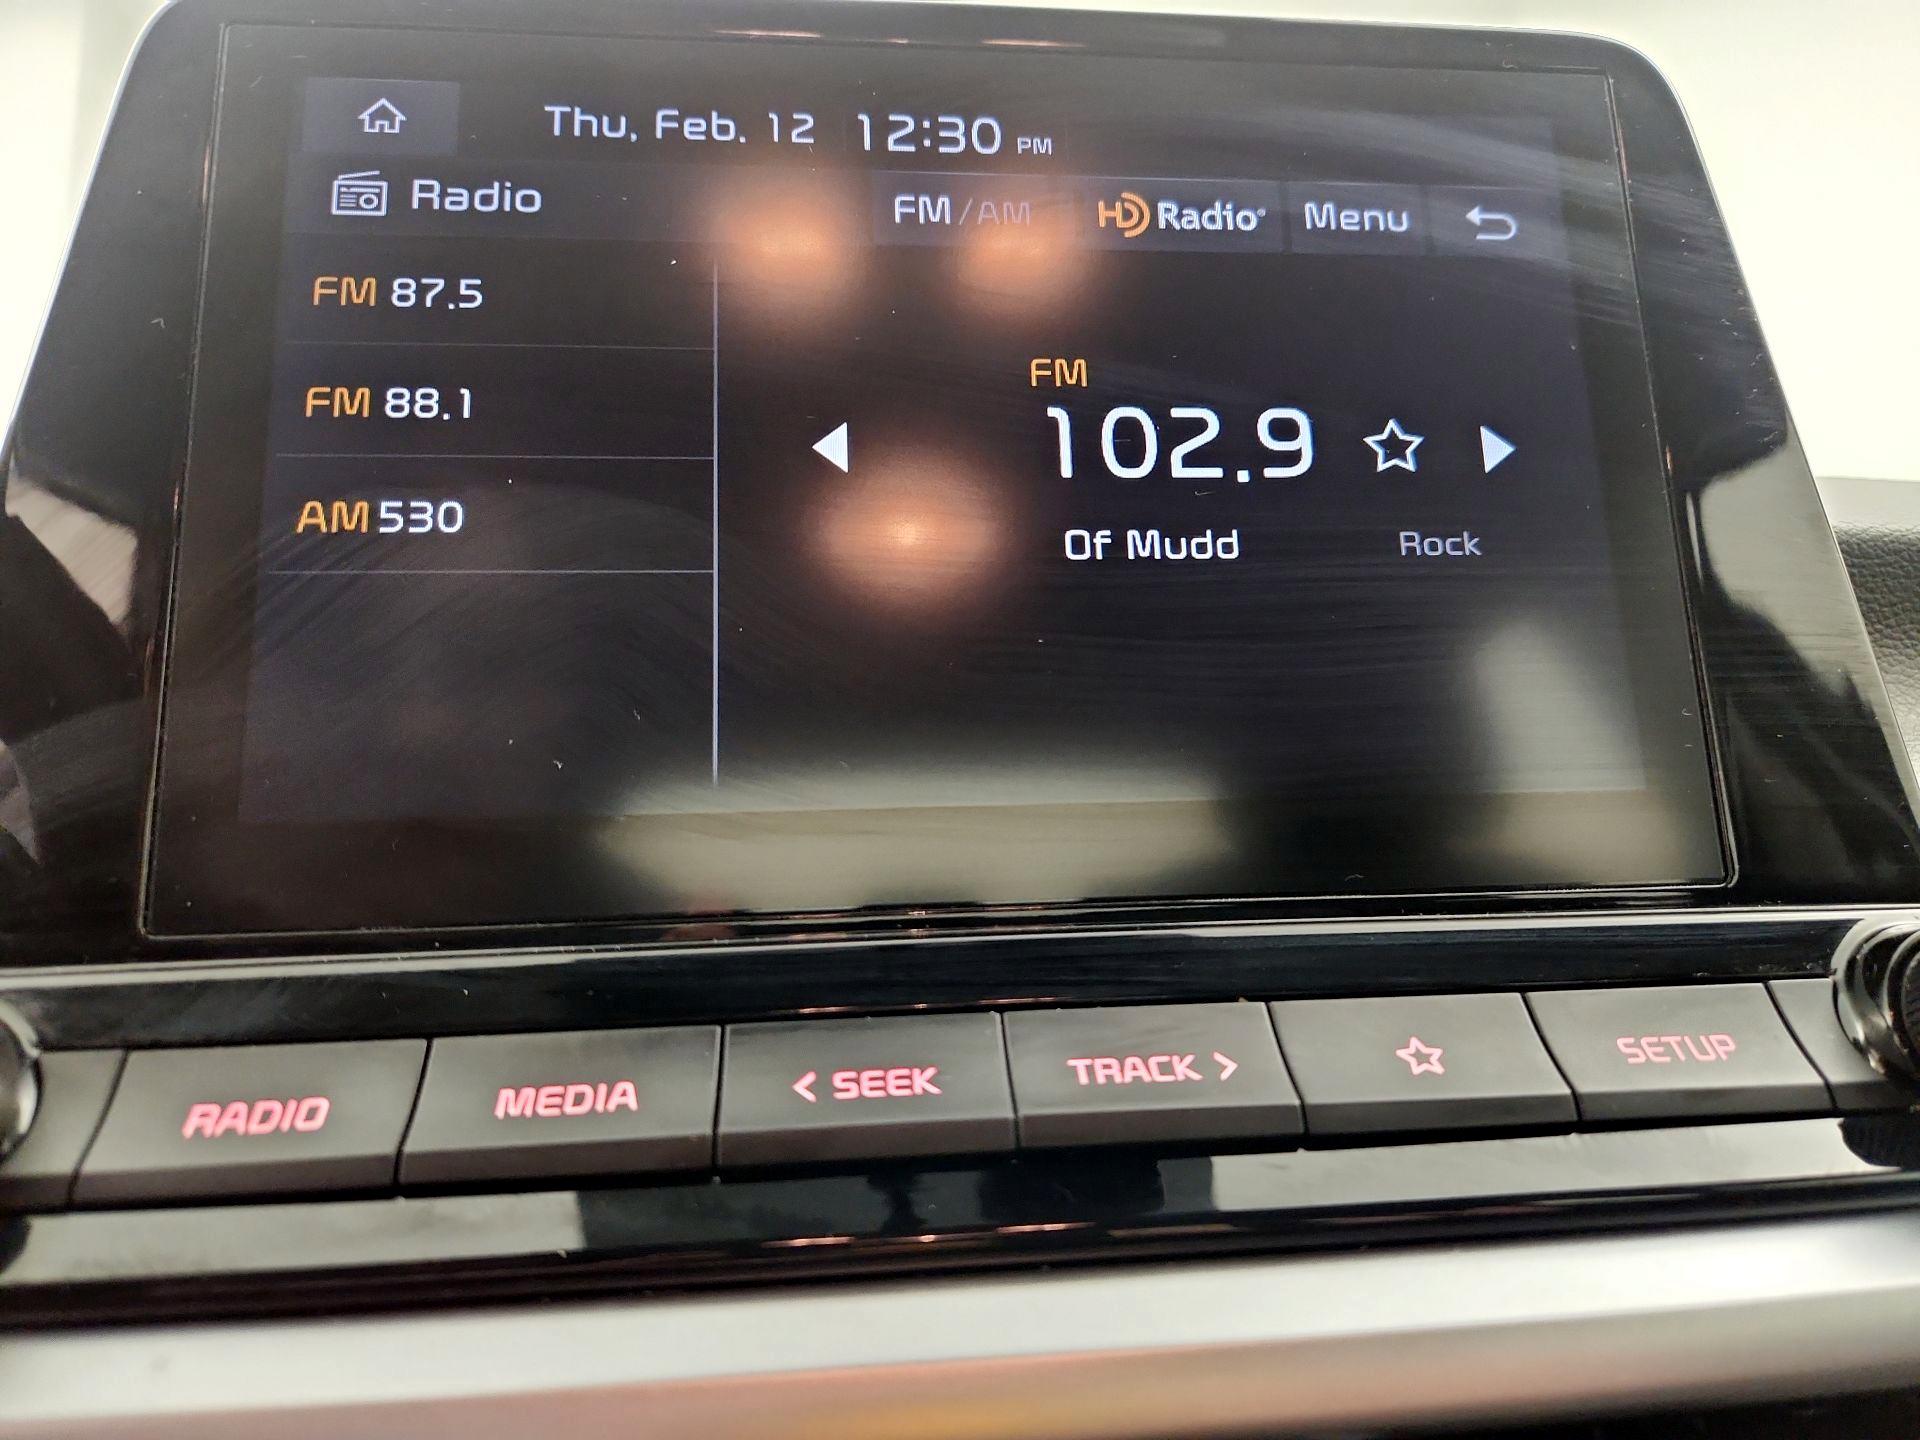 Thu, Feb. 12 12:30 PM
Radio FM/AM HD Radio® Menu
FM 87.5
FM 88.1
AM 530
FM
102.9
Of Mudd Rock
RADIO MEDIA < SEEK TRACK > SETUP